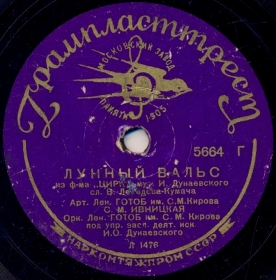 Грампласттрест
МОСКОВСКИЙ ЗАВОД
ПАМЯТИ 1905
5664 Г
ЛУННЫЙ ВАЛЬС
из ф-ма „ЦИРК" муз. И. Дунаевского
сл. В. Лебедева-Кумача
Арт. Лен. ГОТОБ им. С.М.Кирова
С. М. ИВНИЦКАЯ
Орк. Лен. ГОТОБ им. С. М. Кирова
под упр. засл. деят. иск.
И.О. Дунаевского
Л 1476
НАРКОМТЯЖПРОМ СССР